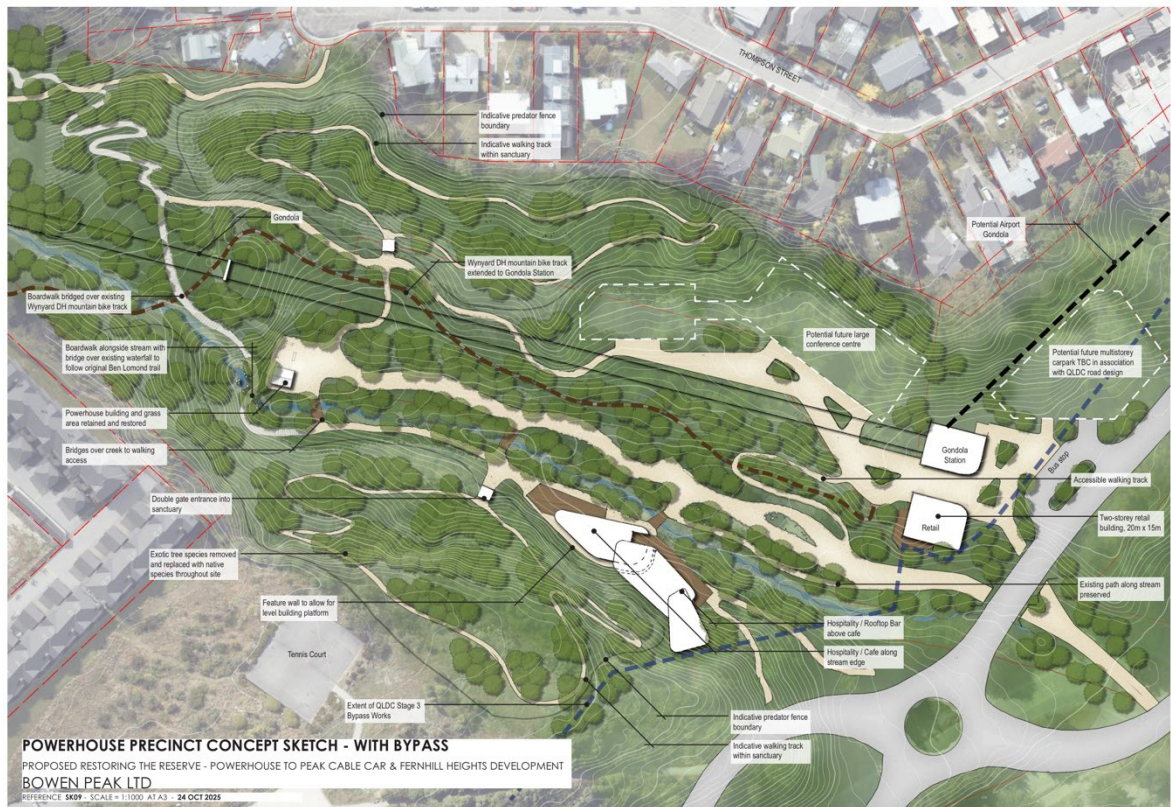 THOMPSON STREET
Indicative predator fence
boundary
Indicative walking track
within sanctuary
Gondola
Potential Airport
Gondola
Wynyard DH mountain bike track
extended to Gondola Station
Boardwalk bridged over existing
Wynyard DH mountain bike track
Potential future large
conference centre
Boardwalk alongside stream with
bridge over existing waterfall to
follow original Ben Lomond trail
Potential future multistorey
carpark TBC in association
with QLDC road design
Powerhouse building and grass
area retained and restored
Bridges over creek to walking
access
Gondola
Station
Bus stop
Accessible walking track
Double gate entrance into
sanctuary
Retail
Two-storey retail
building, 20m x 15m
Exotic tree species removed
and replaced with native
species throughout site
Existing path along stream
preserved
Feature wall to allow for
level building platform
Hospitality / Rooftop Bar
above cafe
Tennis Court
Hospitality / Cafe along
stream edge
Extent of QLDC Stage 3
Bypass Works
Indicative predator fence
boundary
Indicative walking track
within sanctuary
POWERHOUSE PRECINCT CONCEPT SKETCH - WITH BYPASS
PROPOSED RESTORING THE RESERVE - POWERHOUSE TO PEAK CABLE CAR & FERNHILL HEIGHTS DEVELOPMENT
BOWEN PEAK LTD
REFERENCE SK09 - SCALE = 1:1000 AT A3 - 24 OCT 2025